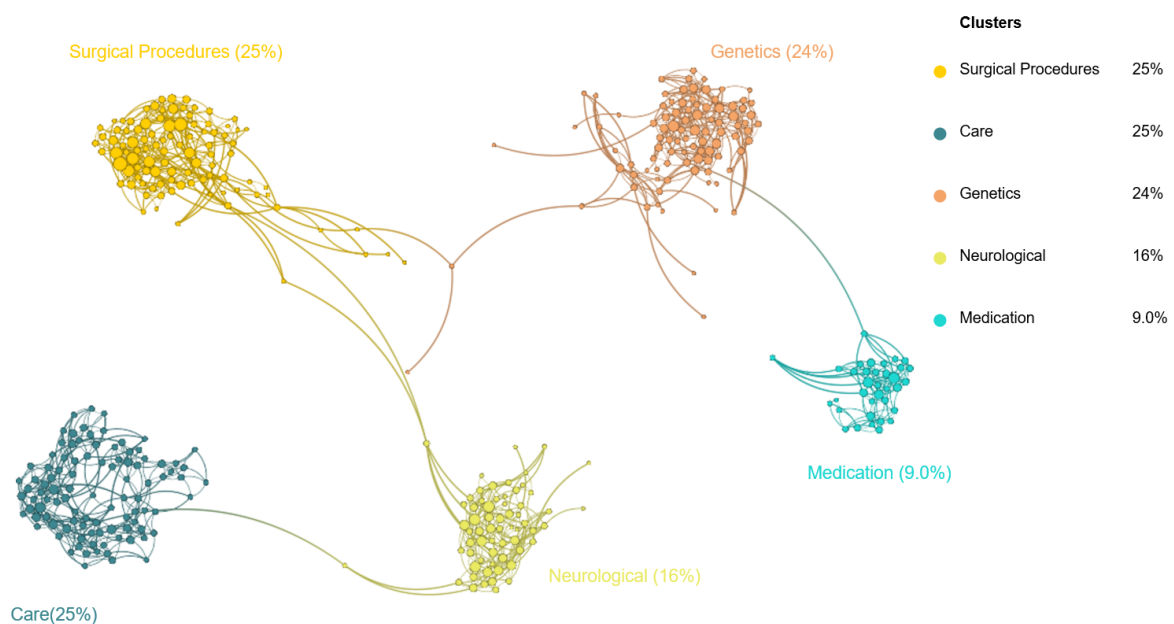 Clusters
Surgical Procedures (25%)
Genetics (24%)
Surgical Procedures 25%
Care 25%
Genetics 24%
Neurological 16%
Medication 9.0%
Medication (9.0%)
Neurological (16%)
Care(25%)